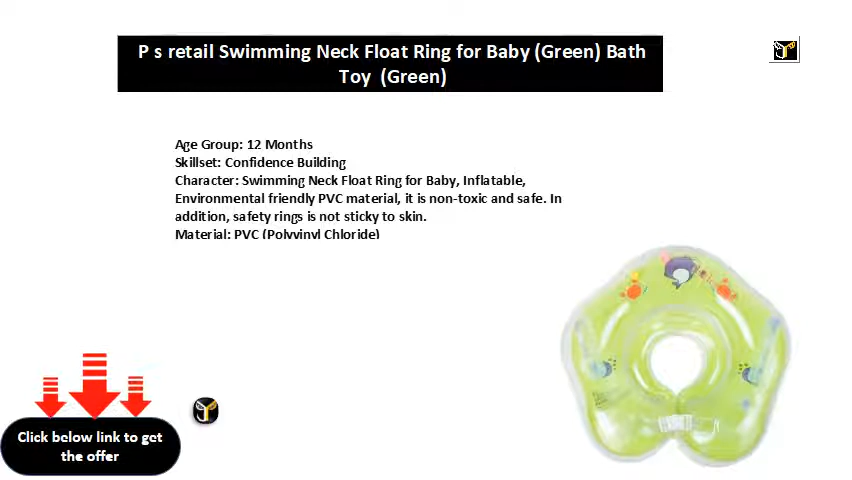 P s retail Swimming Neck Float Ring for Baby (Green) Bath
Toy (Green)
Age Group: 12 Months
Skillset: Confidence Building
Character: Swimming Neck Float Ring for Baby, Inflatable,
Environmental friendly PVC material, it is non-toxic and safe. In
addition, safety rings is not sticky to skin.
Material: PVC (Polyvinyl Chloride)
Click below link to get
the offer